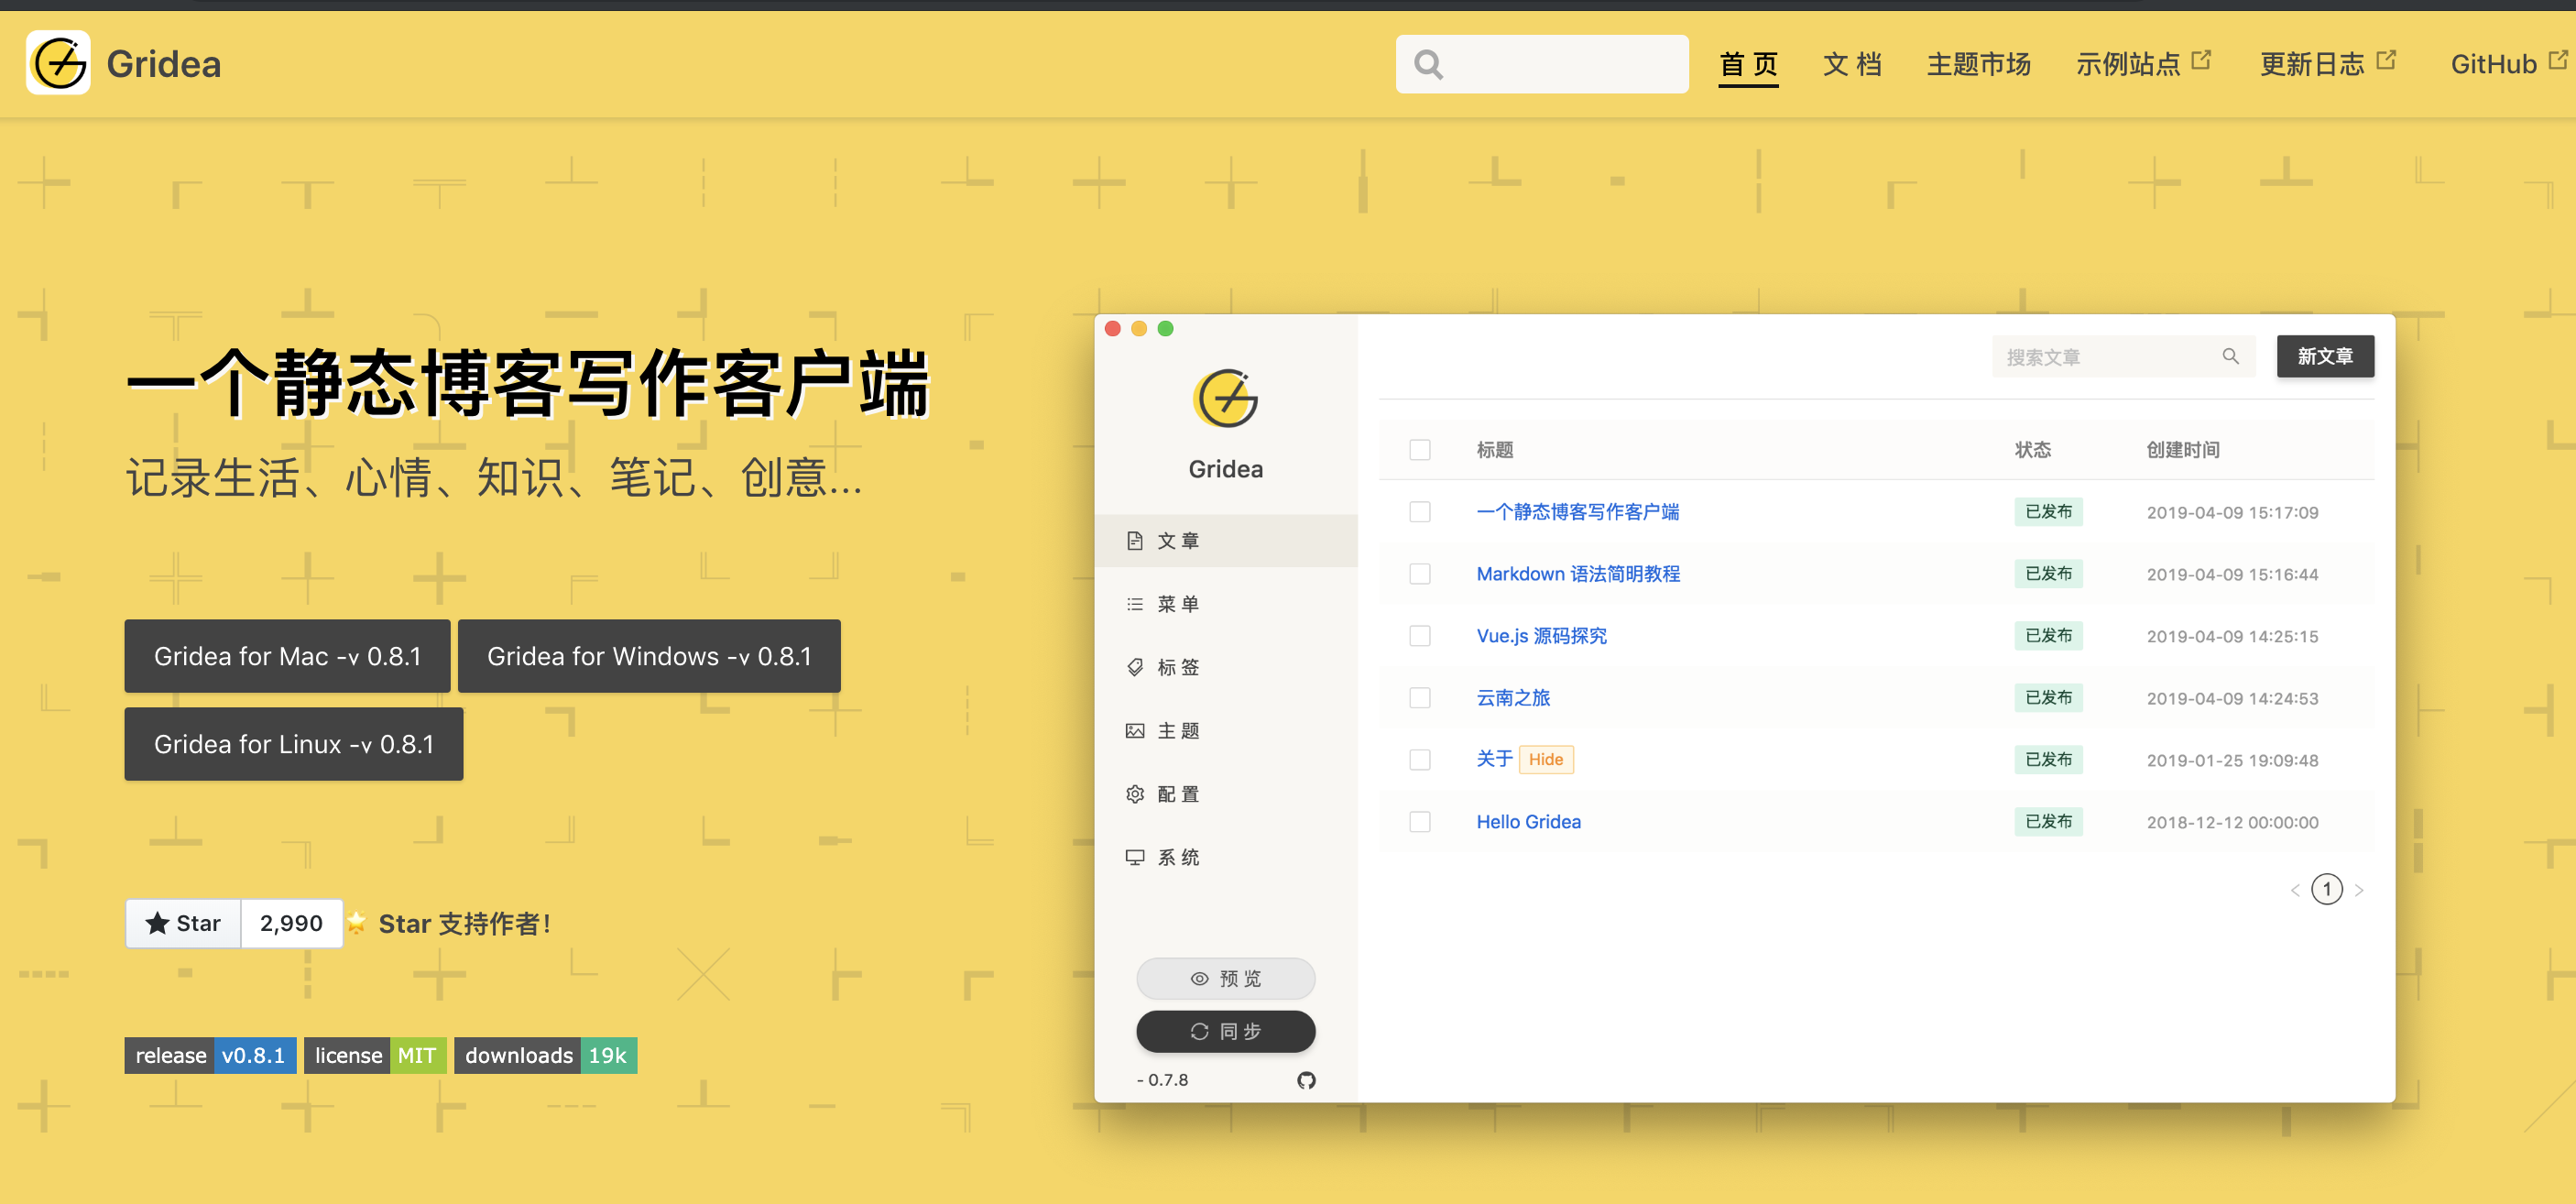 Gridea
首页 文档 主题市场 示例站点 更新日志 GitHub
一个静态博客写作客户端
记录生活、心情、知识、笔记、创意...
Gridea for Mac -v 0.8.1
Gridea for Windows -v 0.8.1
Gridea for Linux -v 0.8.1
Star 2,990 🌟 Star 支持作者！
release v0.8.1 license MIT downloads 19k
Gridea
文章
菜单
标签
主题
配置
系统
预览
同步
- 0.7.8
搜索文章 新文章
标题 状态 创建时间
一个静态博客写作客户端 已发布 2019-04-09 15:17:09
Markdown 语法简明教程 已发布 2019-04-09 15:16:44
Vue.js 源码探究 已发布 2019-04-09 14:25:15
云南之旅 已发布 2019-04-09 14:24:53
关于 Hide 已发布 2019-01-25 19:09:48
Hello Gridea 已发布 2018-12-12 00:00:00
< 1 >